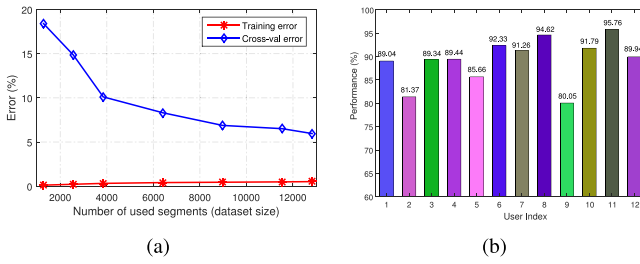 20
15
10
5
0
Error (%)
Training error
Cross-val error
2000 4000 6000 8000 10000 12000
Number of used segments (dataset size)
(a)
100
95
90
85
80
75
70
65
60
Performance (%)
89.04
81.37
89.34
89.44
85.66
92.33
91.26
94.62
80.05
91.79
95.76
89.94
1 2 3 4 5 6 7 8 9 10 11 12
User Index
(b)